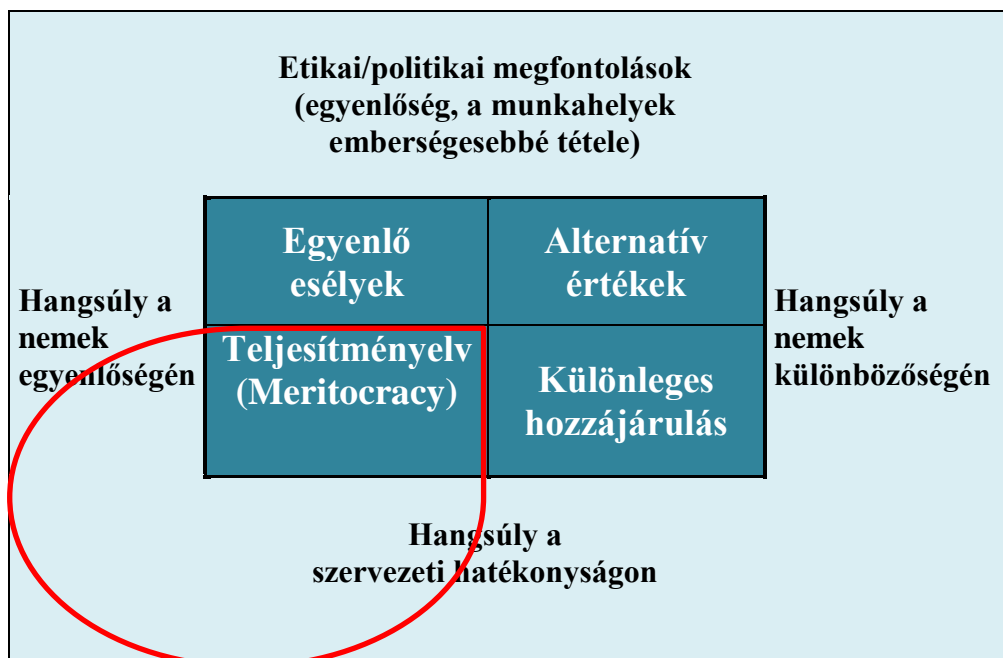 Etikai/politikai megfontolások
(egyenlőség, a munkahelyek
emberségesebbé tétele)
Egyenlő
esélyek
Alternatív
értékek
Hangsúly a
nemek
egyenlőségén
Hangsúly a
nemek
különbözőségén
Teljesítményelv
(Meritocracy)
Különleges
hozzájárulás
Hangsúly a
szervezeti hatékonyságon